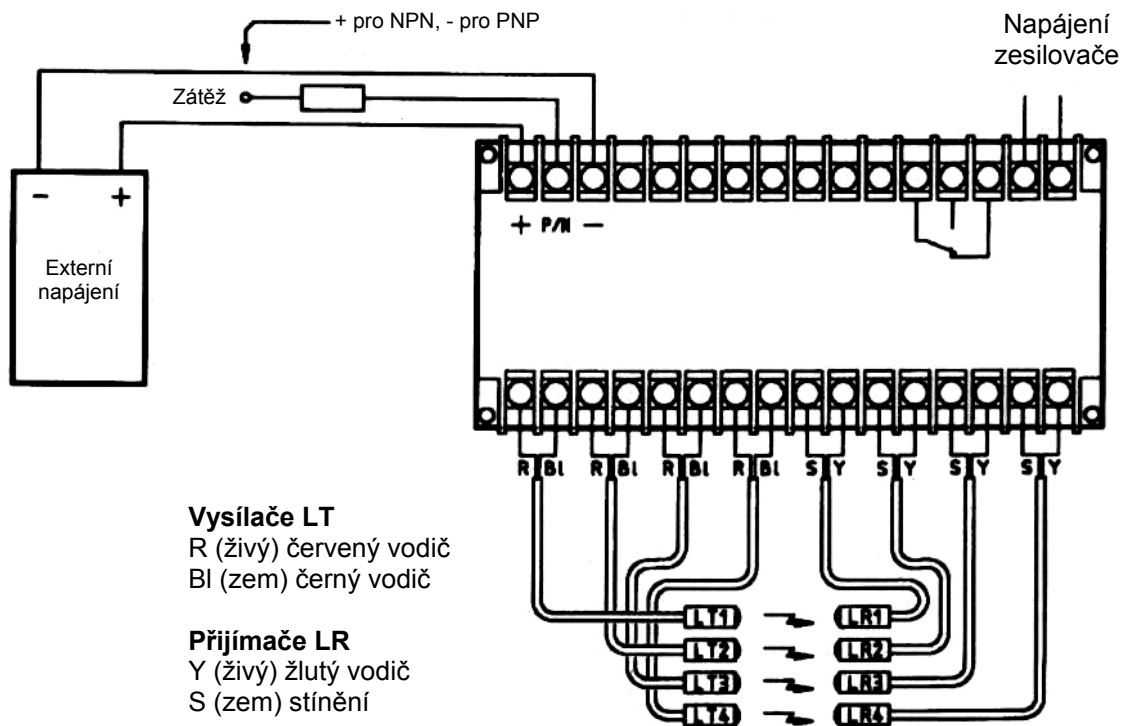 + pro NPN, - pro PNP
Napájení
zesilovače
Zátěž
- +
Externí
napájení
+ P/N -
R Bl R Bl R Bl R Bl S Y S Y S Y S Y
Vysílače LT
R (živý) červený vodič
Bl (zem) černý vodič
Přijímače LR
Y (živý) žlutý vodič
S (zem) stínění
LT1 LR1
LT2 LR2
LT3 LR3
LT4 LR4